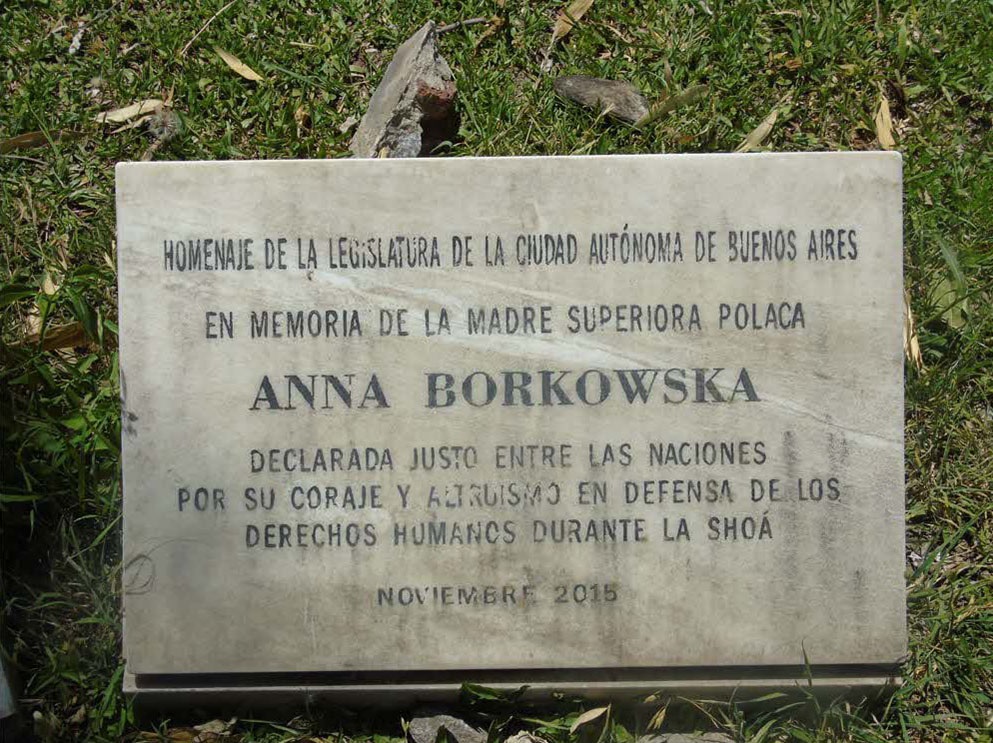 HOMENAJE DE LA LEGISLATURA DE LA CIUDAD AUTÓNOMA DE BUENOS AIRES
EN MEMORIA DE LA MADRE SUPERIORA POLACA
ANNA BORKOWSKA
DECLARADA JUSTO ENTRE LAS NACIONES
POR SU CORAJE Y ALTRUISMO EN DEFENSA DE LOS
DERECHOS HUMANOS DURANTE LA SHOÁ
NOVIEMBRE 2015